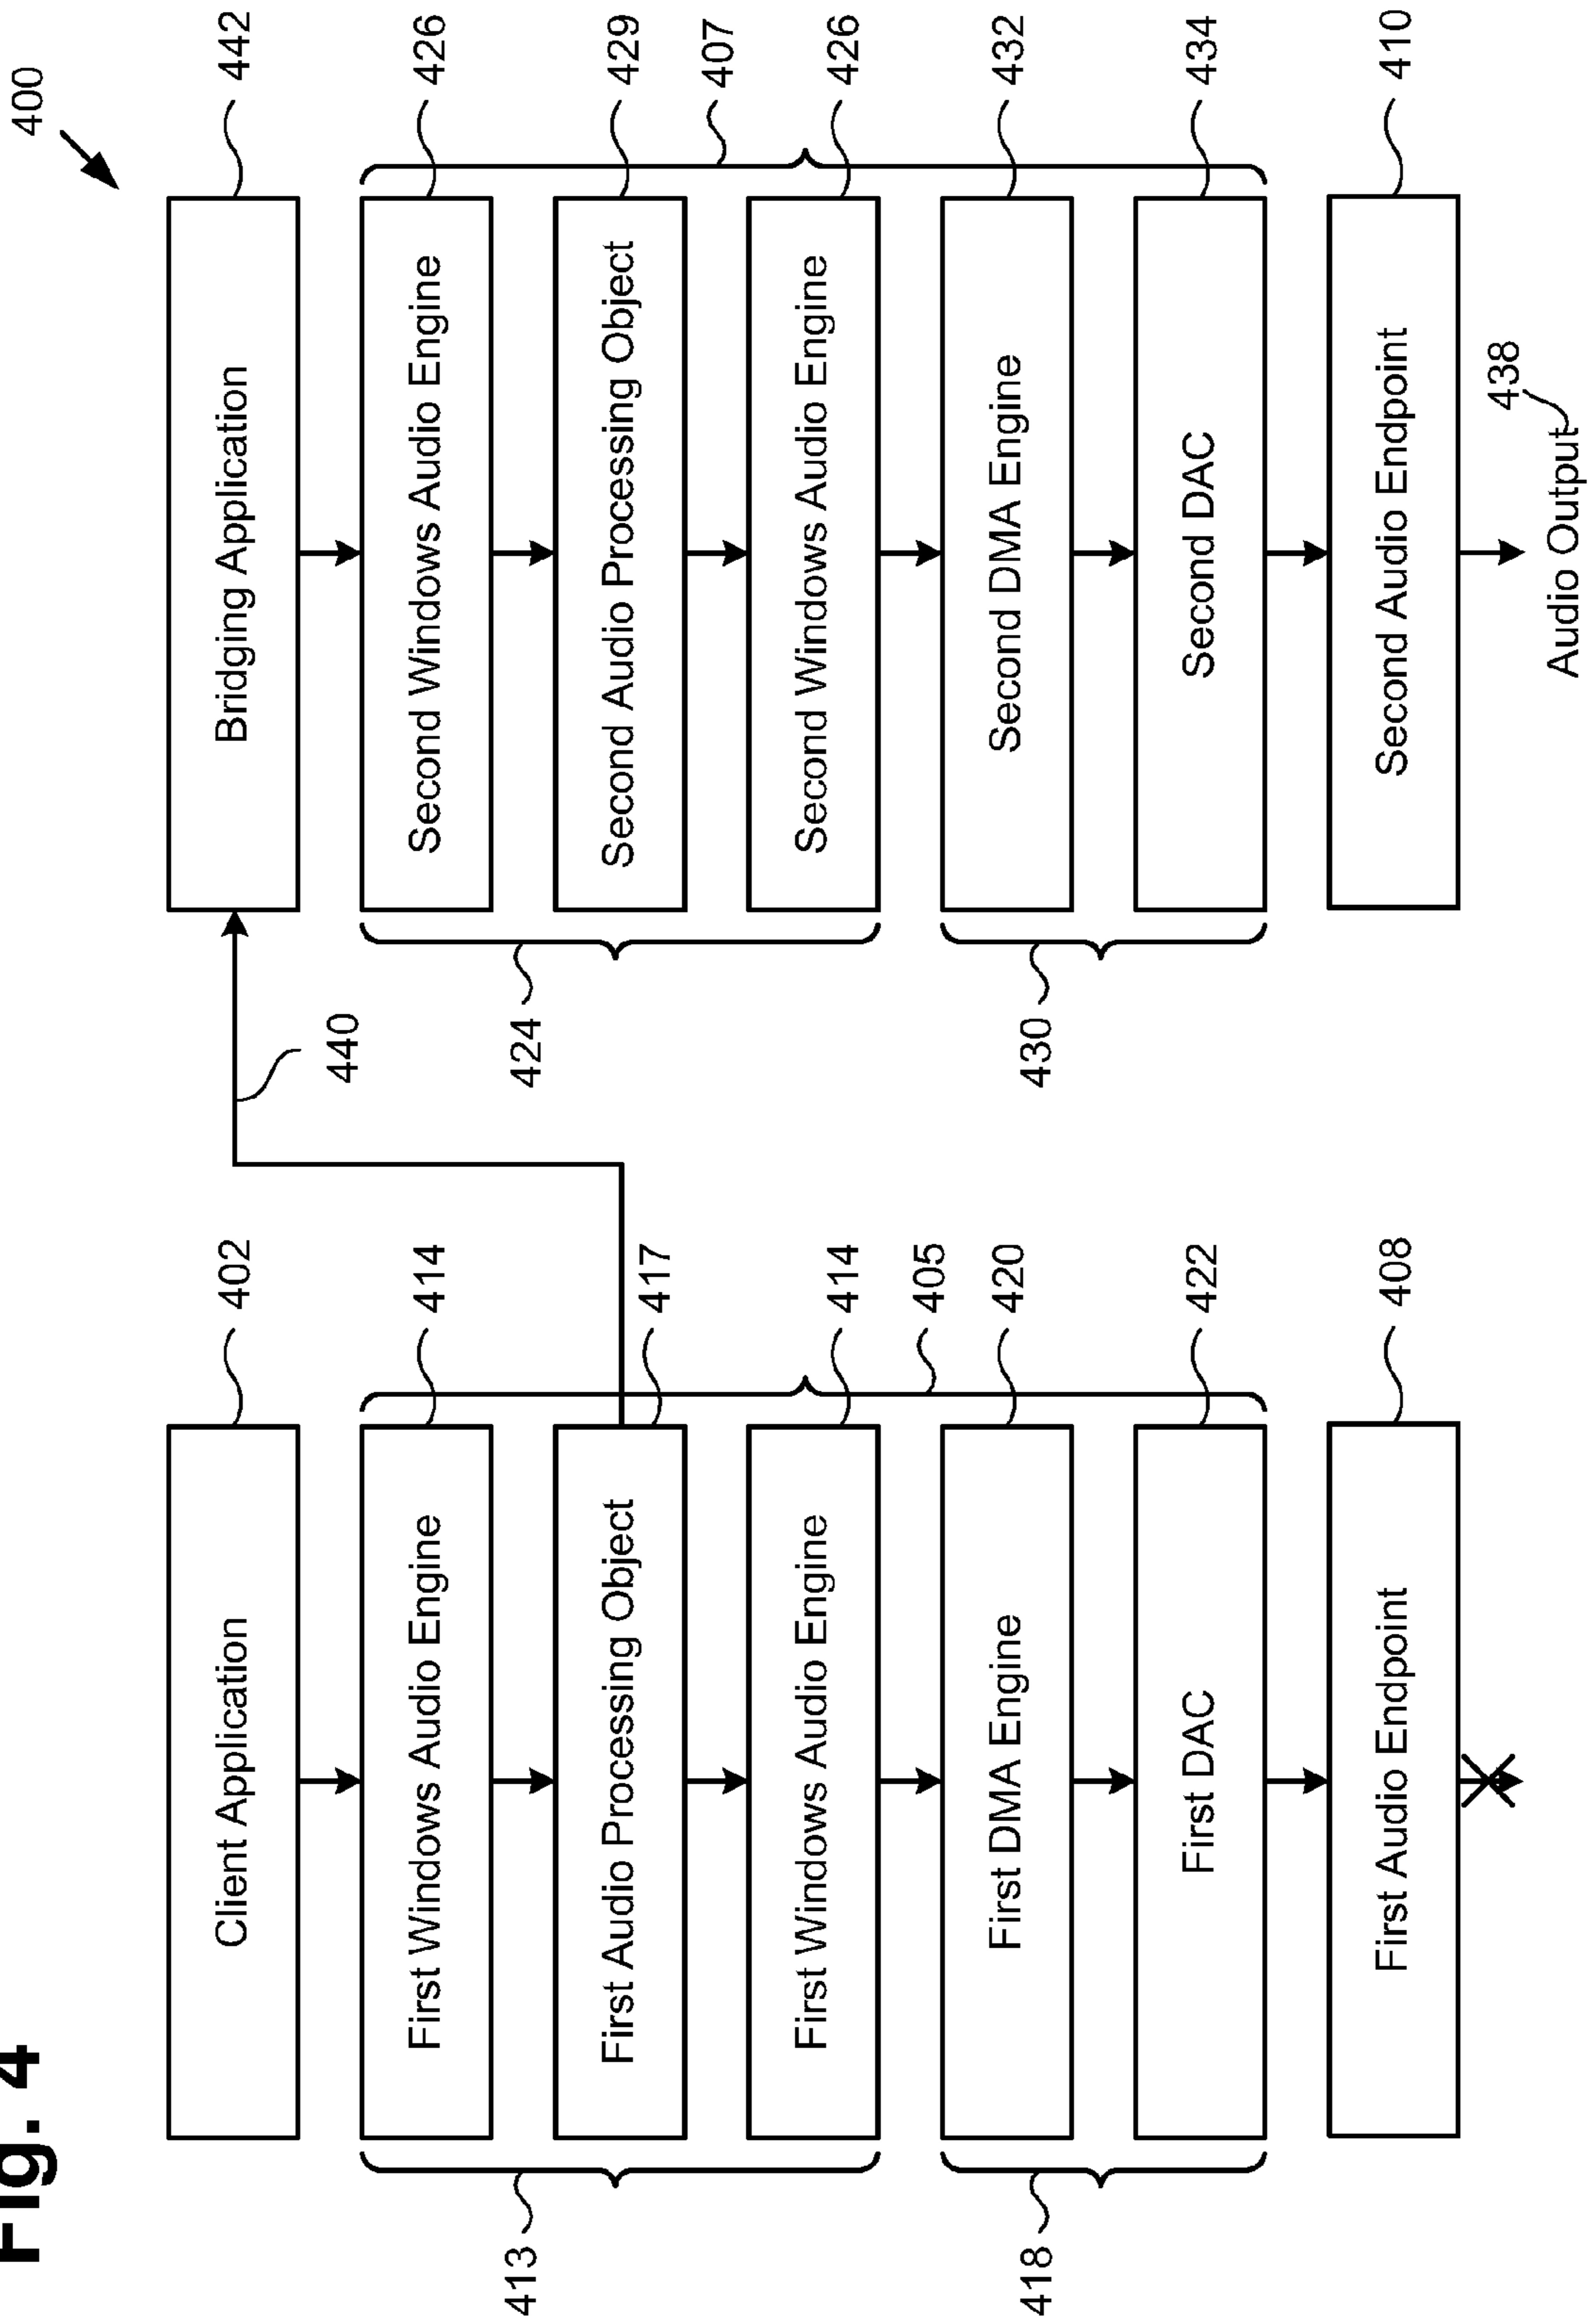 Fig. 4
400
Client Application
402
First Windows Audio Engine
414
First Audio Processing Object
417
First Windows Audio Engine
414
405
First DMA Engine
420
First DAC
422
First Audio Endpoint
408
413
418
440
Bridging Application
442
Second Windows Audio Engine
426
Second Audio Processing Object
429
407
Second Windows Audio Engine
426
Second DMA Engine
432
Second DAC
434
Second Audio Endpoint
410
424
430
438
Audio Output